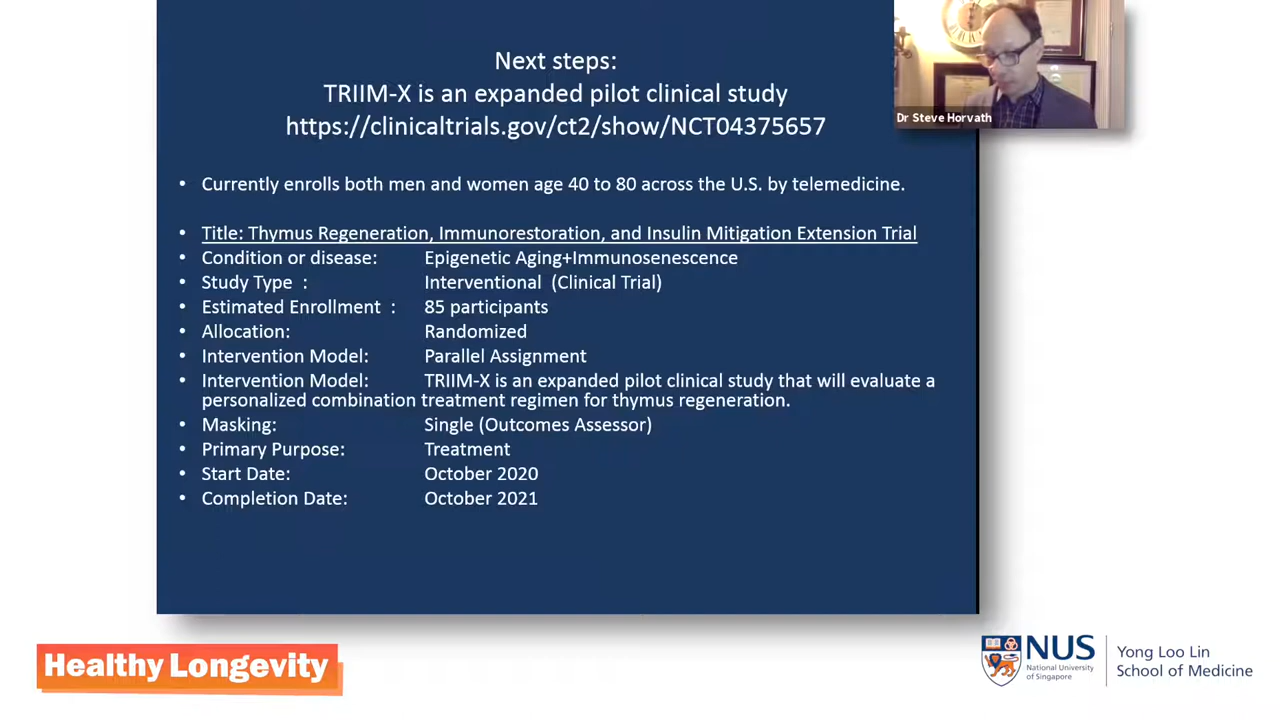 Next steps:
TRIIM-X is an expanded pilot clinical study
https://clinicaltrials.gov/ct2/show/NCT04375657
Dr Steve Horvath
• Currently enrolls both men and women age 40 to 80 across the U.S. by telemedicine.
• Title: Thymus Regeneration, Immunorestoration, and Insulin Mitigation Extension Trial
• Condition or disease: Epigenetic Aging+Immunosenescence
• Study Type : Interventional (Clinical Trial)
• Estimated Enrollment : 85 participants
• Allocation: Randomized
• Intervention Model: Parallel Assignment
• Intervention Model: TRIIM-X is an expanded pilot clinical study that will evaluate a
personalized combination treatment regimen for thymus regeneration.
• Masking: Single (Outcomes Assessor)
• Primary Purpose: Treatment
• Start Date: October 2020
• Completion Date: October 2021
Healthy Longevity
NUS
National University
of Singapore
Yong Loo Lin
School of Medicine